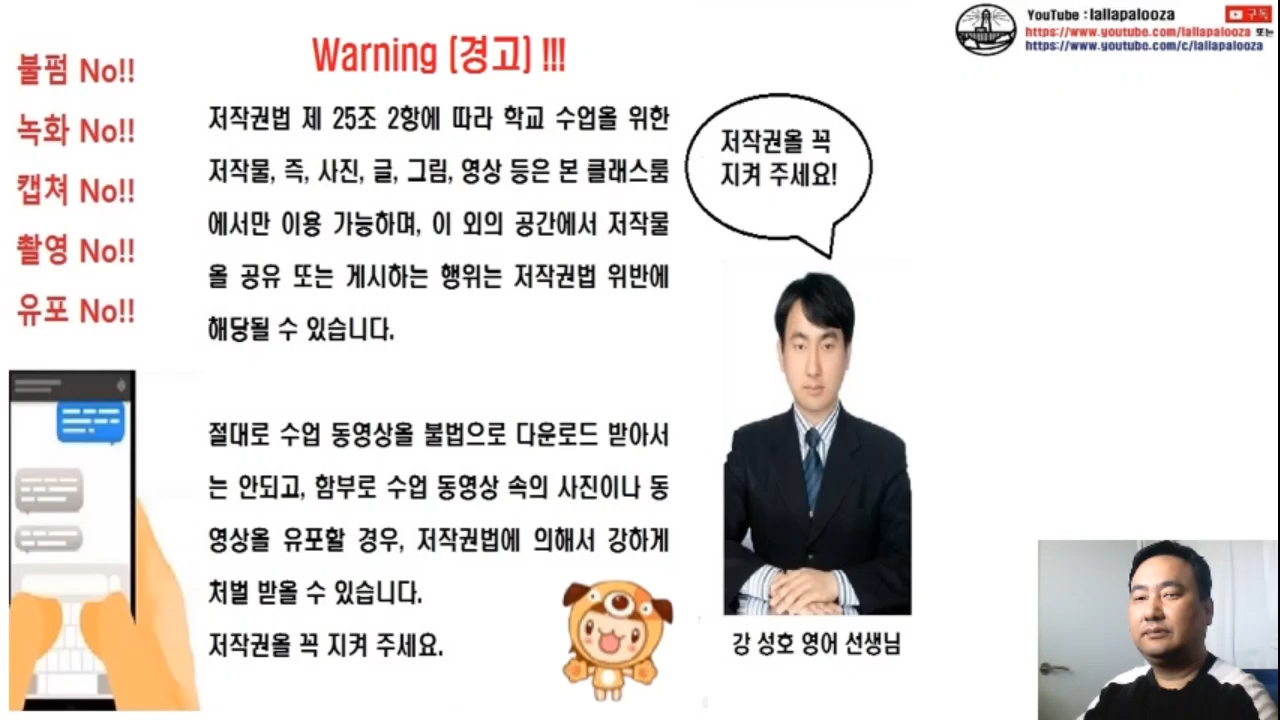 불펌 No!!
녹화 No!!
캡쳐 No!!
촬영 No!!
유포 No!!
Warning [경고] !!!
저작권법 제 25조 2항에 따라 학교 수업을 위한
저작물, 즉, 사진, 글, 그림, 영상 등은 본 클래스룸
에서만 이용 가능하며, 이 외의 공간에서 저작물
을 공유 또는 게시하는 행위는 저작권법 위반에
해당될 수 있습니다.
절대로 수업 동영상을 불법으로 다운로드 받아서
는 안되고, 함부로 수업 동영상 속의 사진이나 동
영상을 유포할 경우, 저작권법에 의해서 강하게
처벌 받을 수 있습니다.
저작권을 꼭 지켜 주세요.
저작권을 꼭
지켜 주세요!
강 성호 영어 선생님
YouTube : lallapalooza
구독
https://www.youtube.com/lallapalooza 또는
https://www.youtube.com/c/lallapalooza